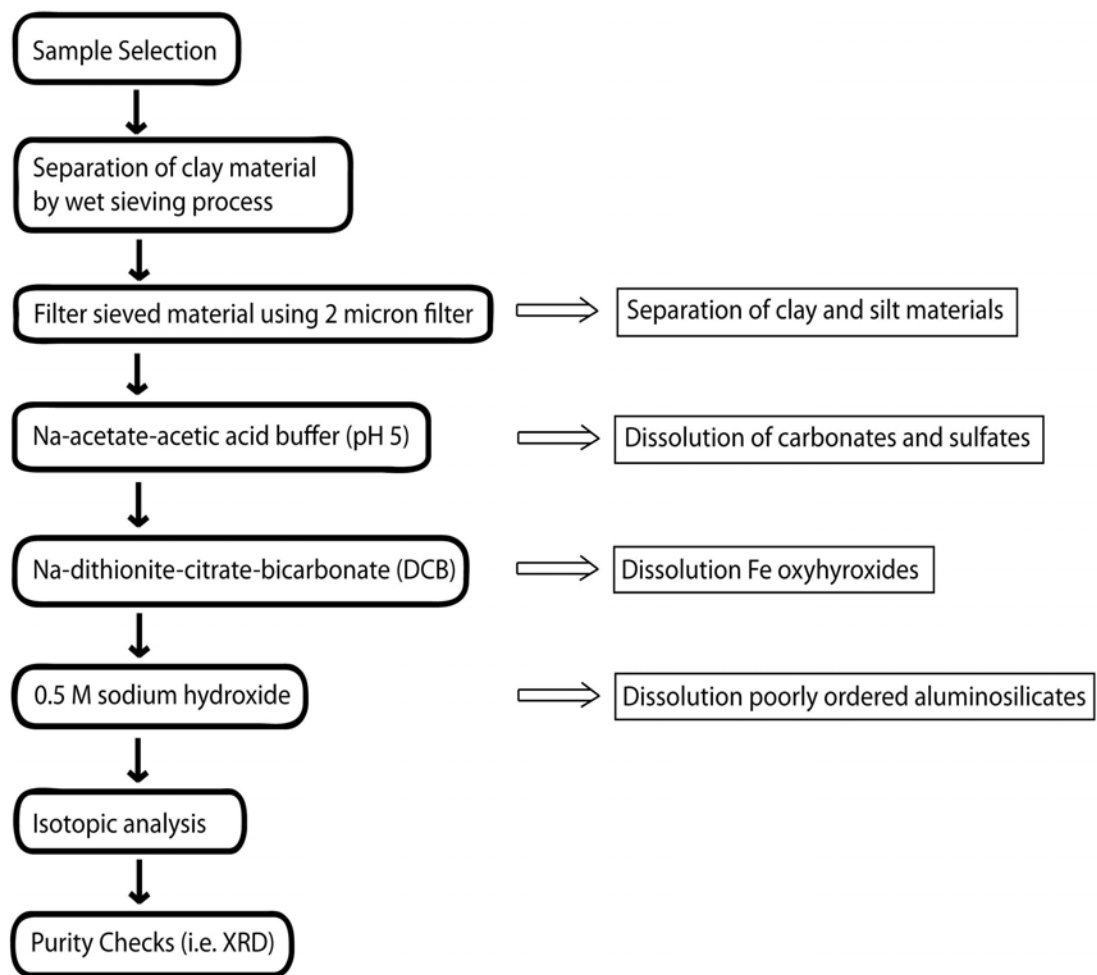 Sample Selection
Separation of clay material
by wet sieving process
Filter sieved material using 2 micron filter
Separation of clay and silt materials
Na-acetate-acetic acid buffer (pH 5)
Dissolution of carbonates and sulfates
Na-dithionite-citrate-bicarbonate (DCB)
Dissolution Fe oxyhyroxides
0.5 M sodium hydroxide
Dissolution poorly ordered aluminosilicates
Isotopic analysis
Purity Checks (i.e. XRD)